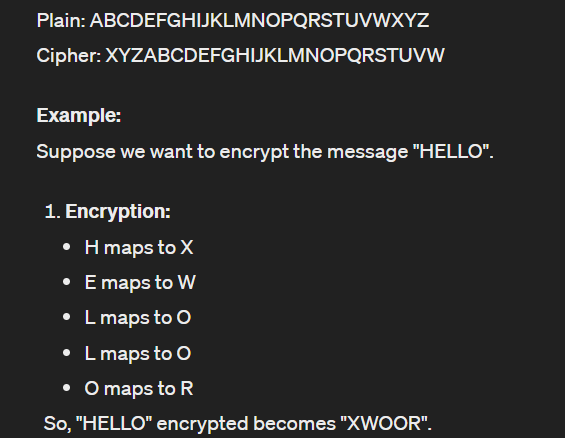 Plain: ABCDEFGHIJKLMNOPQRSTUVWXYZ
Cipher: XYZABCDEFGHIJKLMNOPQRSTUVW
Example:
Suppose we want to encrypt the message "HELLO".
1. Encryption:
• H maps to X
• E maps to W
• L maps to O
• L maps to O
• O maps to R
So, "HELLO" encrypted becomes "XWOOR".